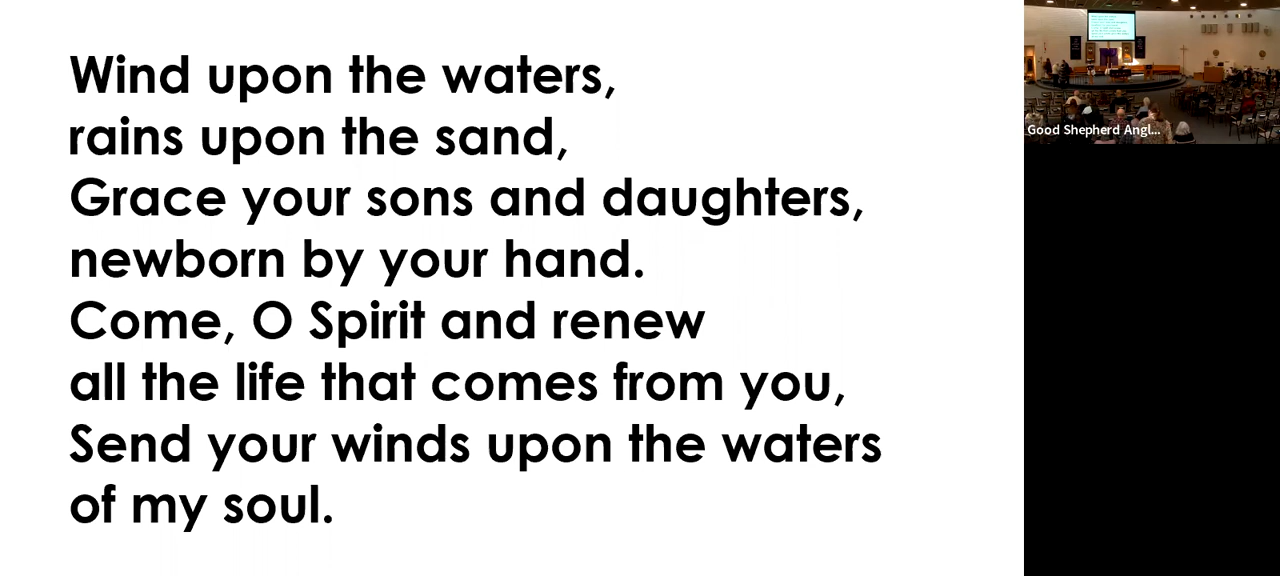 Wind upon the waters,
rains upon the sand,
Grace your sons and daughters,
newborn by your hand.
Come, O Spirit and renew
all the life that comes from you,
Send your winds upon the waters
of my soul.
Good Shepherd Angl...